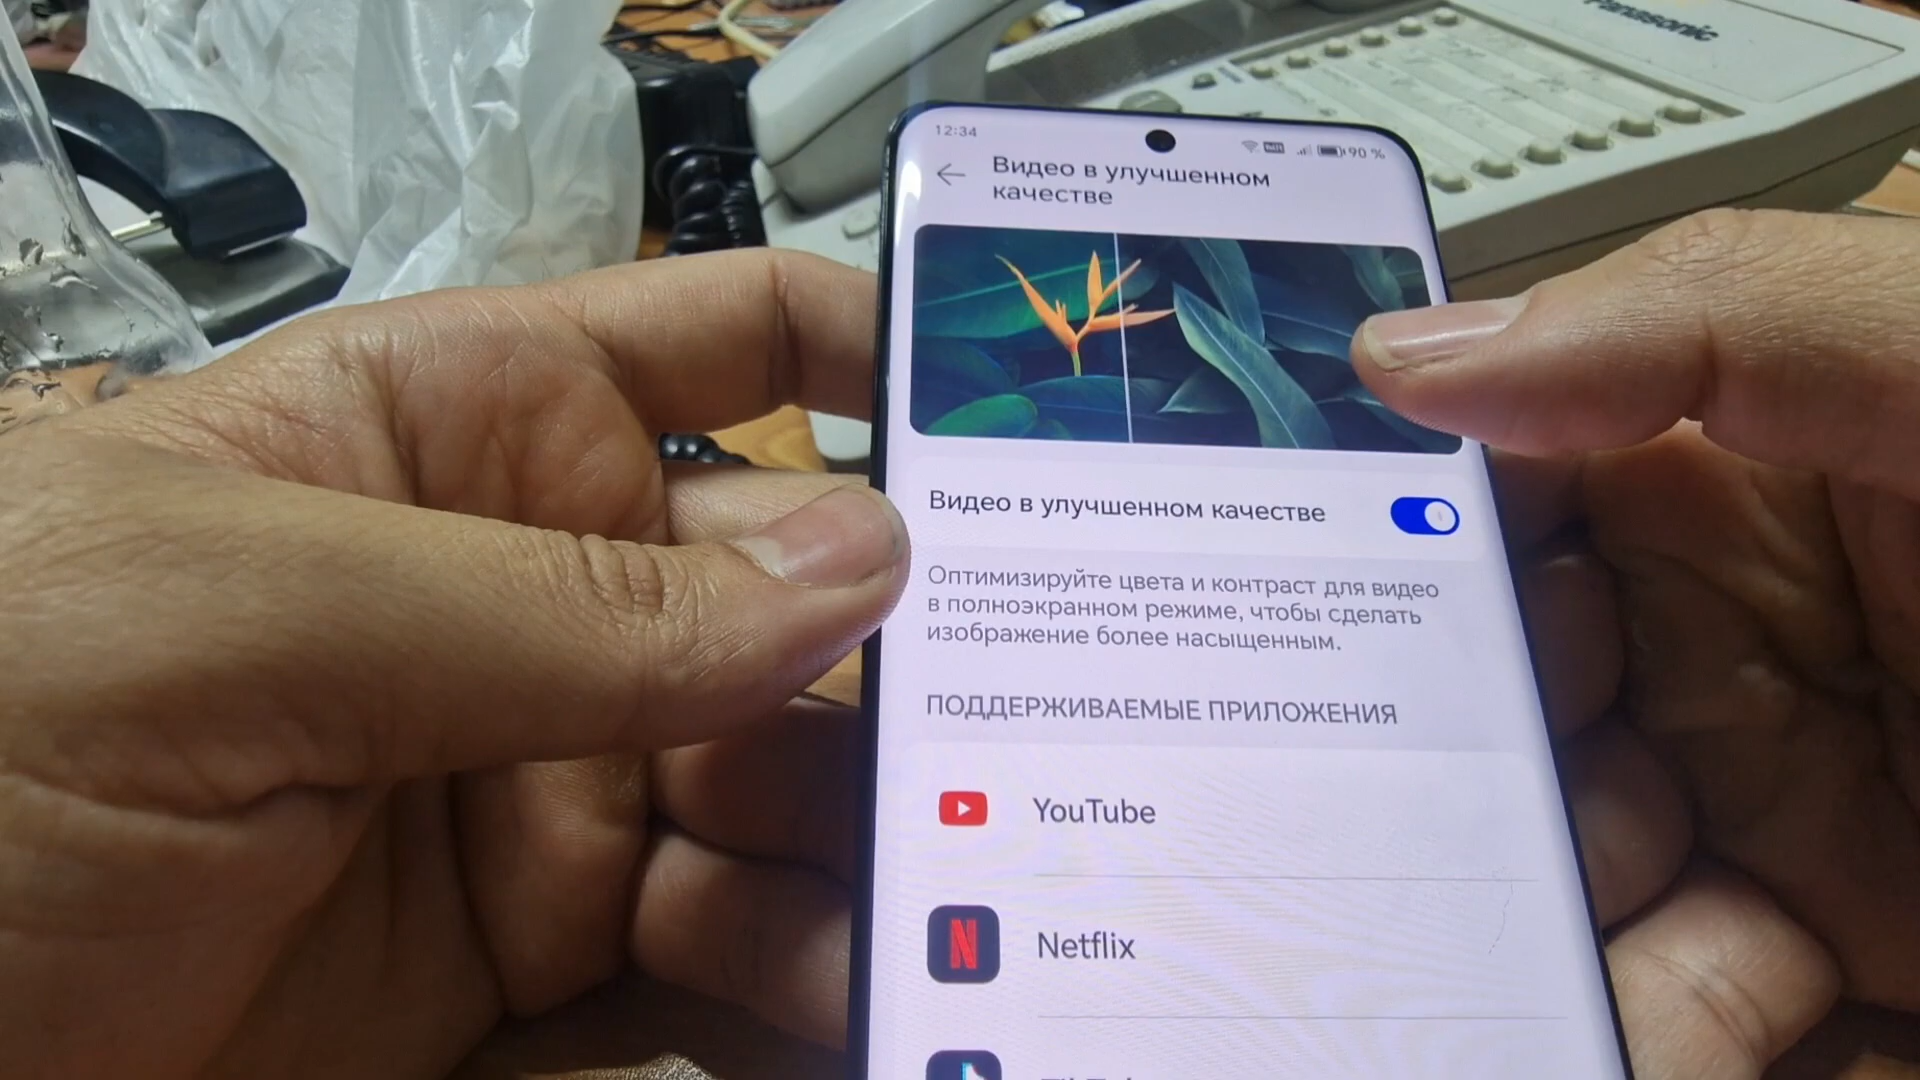 Panasonic
12:34
90 %
Видео в улучшенном
качестве
Видео в улучшенном качестве
Оптимизируйте цвета и контраст для видео
в полноэкранном режиме, чтобы сделать
изображение более насыщенным.
ПОДДЕРЖИВАЕМЫЕ ПРИЛОЖЕНИЯ
YouTube
N
Netflix